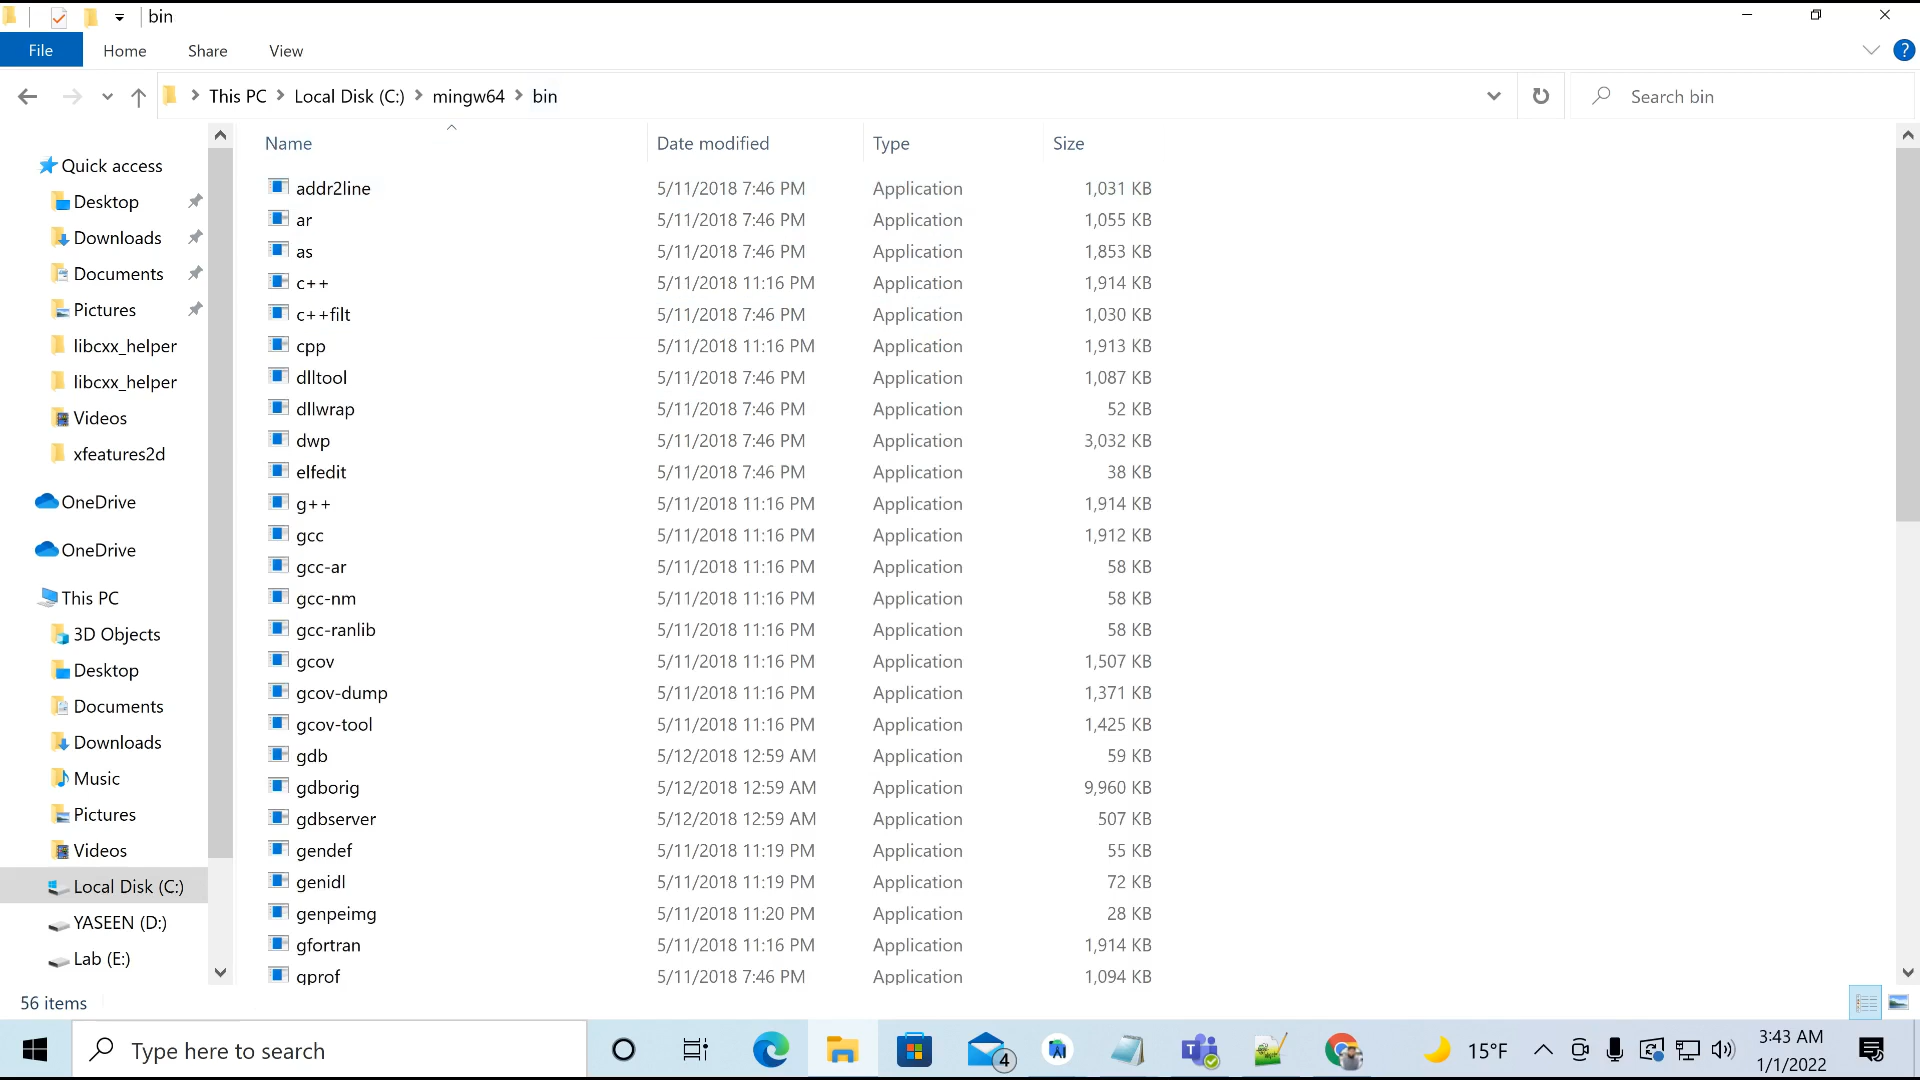 bin
File Home Share View
This PC Local Disk (C:) mingw64 bin
Search bin
Name Date modified Type Size
Quick access
Desktop
Downloads
Documents
Pictures
libcxx_helper
libcxx_helper
Videos
xfeatures2d
OneDrive
OneDrive
This PC
3D Objects
Desktop
Documents
Downloads
Music
Pictures
Videos
Local Disk (C:)
YASEEN (D:)
Lab (E:)
addr2line 5/11/2018 7:46 PM Application 1,031 KB
ar 5/11/2018 7:46 PM Application 1,055 KB
as 5/11/2018 7:46 PM Application 1,853 KB
c++ 5/11/2018 11:16 PM Application 1,914 KB
c++filt 5/11/2018 7:46 PM Application 1,030 KB
cpp 5/11/2018 11:16 PM Application 1,913 KB
dlltool 5/11/2018 7:46 PM Application 1,087 KB
dllwrap 5/11/2018 7:46 PM Application 52 KB
dwp 5/11/2018 7:46 PM Application 3,032 KB
elfedit 5/11/2018 7:46 PM Application 38 KB
g++ 5/11/2018 11:16 PM Application 1,914 KB
gcc 5/11/2018 11:16 PM Application 1,912 KB
gcc-ar 5/11/2018 11:16 PM Application 58 KB
gcc-nm 5/11/2018 11:16 PM Application 58 KB
gcc-ranlib 5/11/2018 11:16 PM Application 58 KB
gcov 5/11/2018 11:16 PM Application 1,507 KB
gcov-dump 5/11/2018 11:16 PM Application 1,371 KB
gcov-tool 5/11/2018 11:16 PM Application 1,425 KB
gdb 5/12/2018 12:59 AM Application 59 KB
gdborig 5/12/2018 12:59 AM Application 9,960 KB
gdbserver 5/12/2018 12:59 AM Application 507 KB
gendef 5/11/2018 11:19 PM Application 55 KB
genidl 5/11/2018 11:19 PM Application 72 KB
genpeimg 5/11/2018 11:20 PM Application 28 KB
gfortran 5/11/2018 11:16 PM Application 1,914 KB
gprof 5/11/2018 7:46 PM Application 1,094 KB
56 items
Type here to search
4
15°F
3:43 AM
1/1/2022